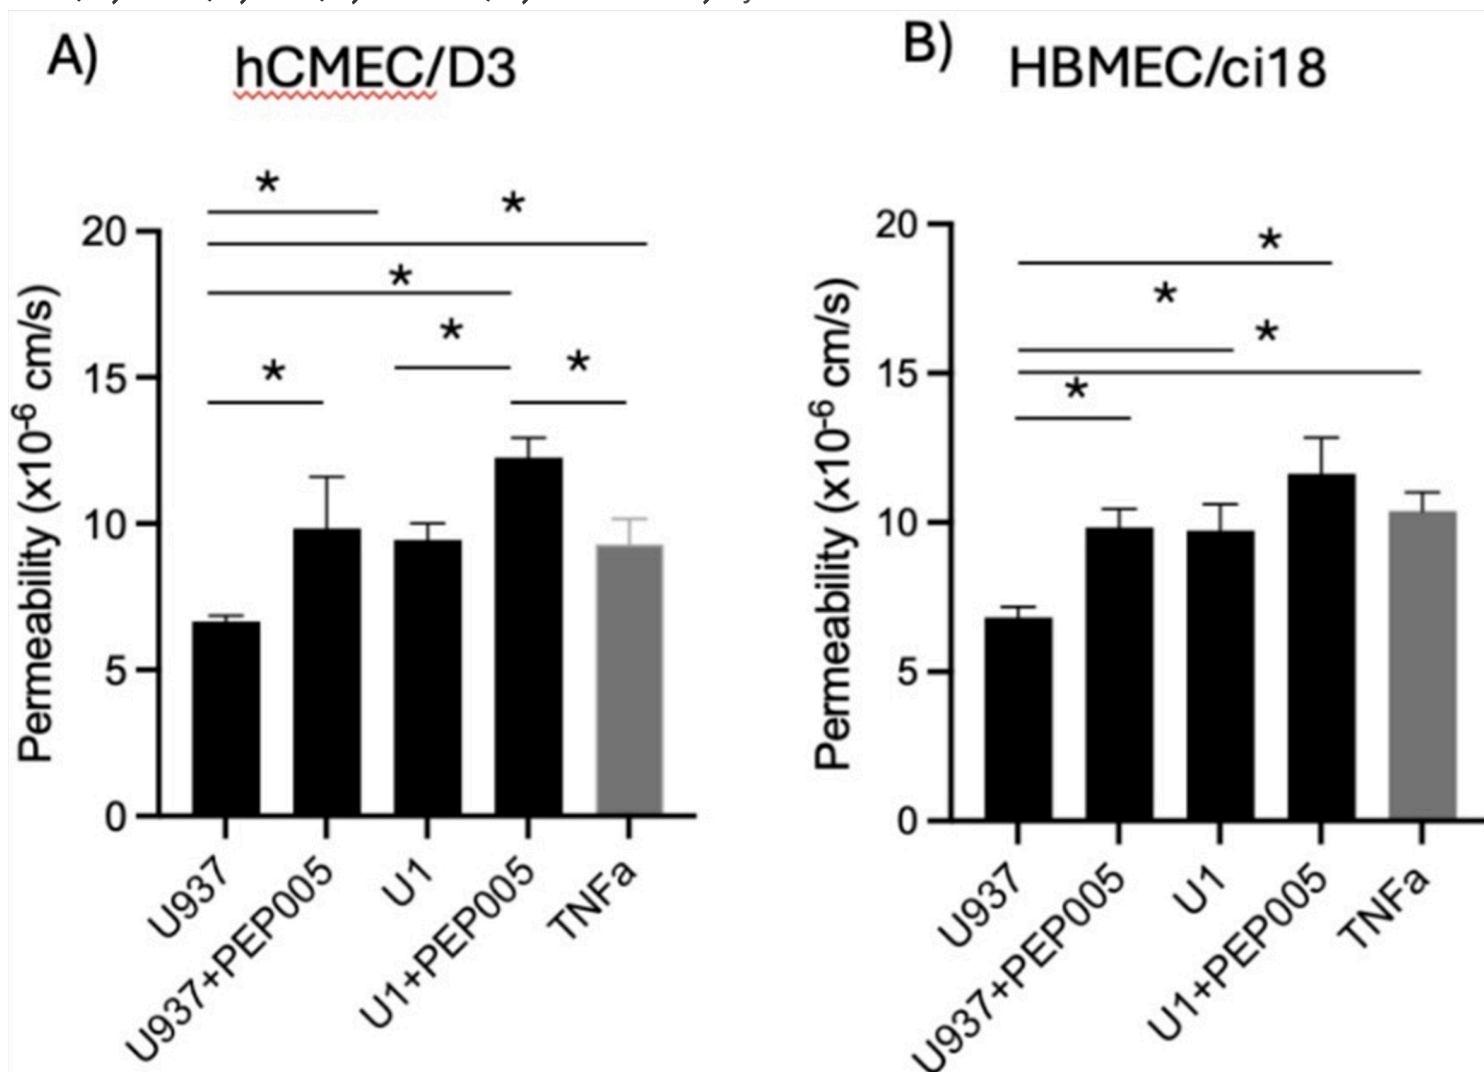 A)
hCMEC/D3
*
*
*
*
*
*
20
15
10
5
0
Permeability (x10-6 cm/s)
U937
U937+PEP005
U1
U1+PEP005
TNFa
B)
HBMEC/ci18
*
*
*
*
20
15
10
5
0
Permeability (x10-6 cm/s)
U937
U937+PEP005
U1
U1+PEP005
TNFa